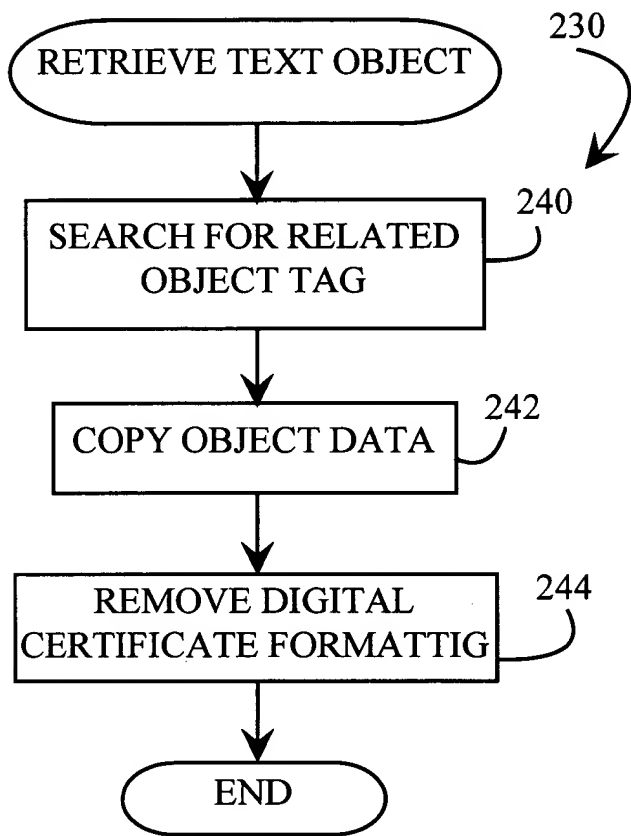 RETRIEVE TEXT OBJECT
230
240
SEARCH FOR RELATED
OBJECT TAG
242
COPY OBJECT DATA
244
REMOVE DIGITAL
CERTIFICATE FORMATTIG
END